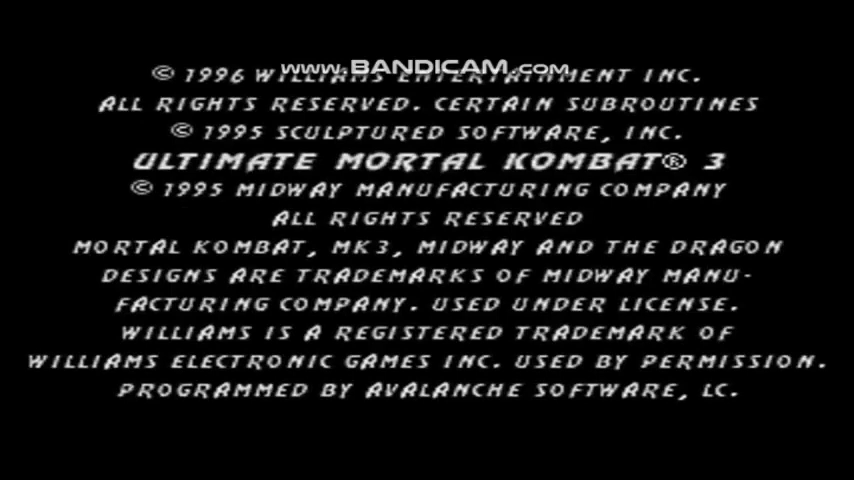 www.BANDICAM.com
© 1996 WILLIAMS ENTERTAINMENT INC.
ALL RIGHTS RESERVED. CERTAIN SUBROUTINES
© 1995 SCULPTURED SOFTWARE, INC.
ULTIMATE MORTAL KOMBAT® 3
© 1995 MIDWAY MANUFACTURING COMPANY
ALL RIGHTS RESERVED
MORTAL KOMBAT, MK3, MIDWAY AND THE DRAGON
DESIGNS ARE TRADEMARKS OF MIDWAY MANU-
FACTURING COMPANY. USED UNDER LICENSE.
WILLIAMS IS A REGISTERED TRADEMARK OF
WILLIAMS ELECTRONIC GAMES INC. USED BY PERMISSION.
PROGRAMMED BY AVALANCHE SOFTWARE, LC.